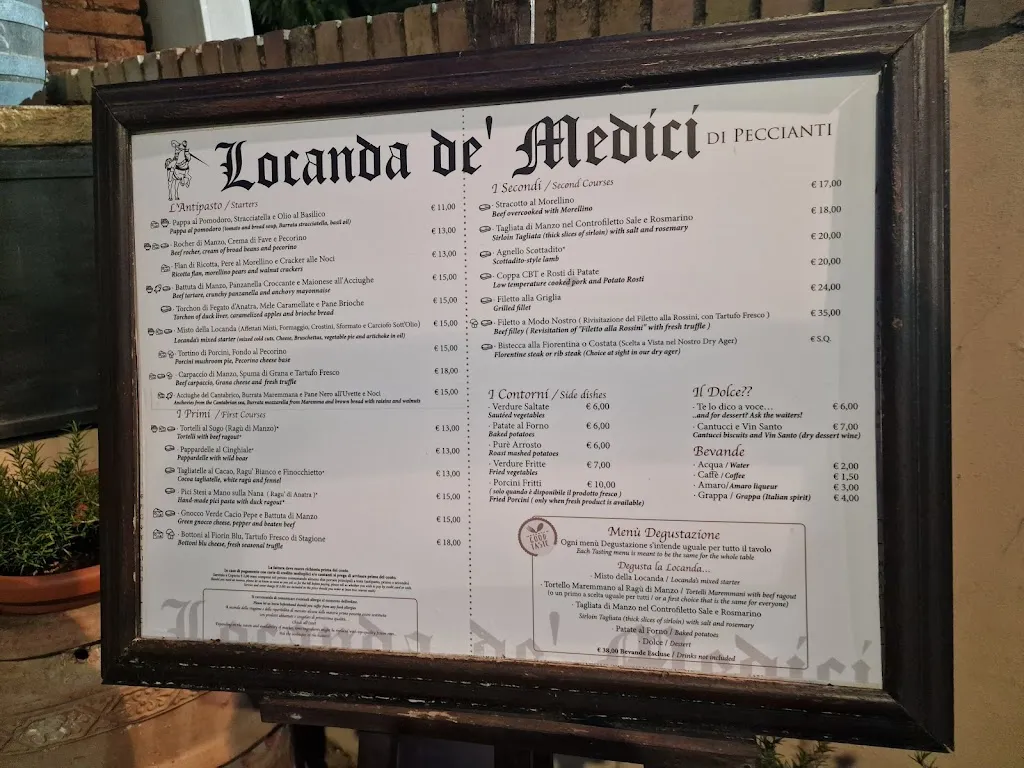 Locanda de' Medici DI PECCIANTI
L'Antipasto / Starters
Pappa al Pomodoro, Stracciatella e Olio al Basilico € 11,00
Pappa al pomodoro (tomato and bread soup, Burrata stracciatella, basil oil)
Rocher di Manzo, Crema di Fave e Pecorino € 13,00
Beef rocher, cream of broad beans and pecorino
Flan di Ricotta, Pere al Morellino e Cracker alle Noci € 13,00
Ricotta flan, morellino pears and walnut crackers
Battuta di Manzo, Panzanella Croccante e Maionese all'Acciughe € 15,00
Beef tartare, crunchy panzanella and anchovy mayonnaise
Torchon di Fegato d'Anatra, Mele Caramellate e Pane Brioche € 15,00
Torchon of duck liver, caramelized apples and brioche bread
Misto della Locanda (Affettati Misti, Formaggio, Crostini, Sformato e Carciofo Sott'Olio) € 15,00
Locanda's mixed starter (mixed cold cuts, Cheese, Bruschettas, vegetable pie and artichoke in oil)
Tortino di Porcini, Fondo al Pecorino € 15,00
Porcini mushroom pie, Pecorino cheese base
Carpaccio di Manzo, Spuma di Grana e Tartufo Fresco € 18,00
Beef carpaccio, Grana cheese and fresh truffle
Acciughe del Cantabrico, Burrata Maremmana e Pane Nero all'Uvette e Noci € 15,00
Anchovies from the Cantabrian sea, Burrata mozzarella from Maremma and brown bread with raisins and walnuts
I Primi / First Courses
Tortelli al Sugo (Ragù di Manzo)* € 13,00
Tortelli with beef ragout*
Pappardelle al Cinghiale* € 13,00
Pappardelle with wild boar
Tagliatelle al Cacao, Ragu' Bianco e Finocchietto* € 13,00
Cocoa tagliatelle, white ragù and fennel
Pici Stesi a Mano sulla Nana ( Ragu' di Anatra )* € 15,00
Hand-made pici pasta with duck ragout*
Gnocco Verde Cacio Pepe e Battuta di Manzo € 15,00
Green gnocco cheese, pepper and beaten beef
Bottoni al Fiorin Blu, Tartufo Fresco di Stagione € 18,00
Bottoni blu cheese, fresh seasonal truffle
I Secondi / Second Courses
· Stracotto al Morellino € 17,00
Beef overcooked with Morellino
· Tagliata di Manzo nel Controfiletto Sale e Rosmarino € 18,00
Sirloin Tagliata (thick slices of sirloin) with salt and rosemary
· Agnello Scottadito* € 20,00
Scottadito-style lamb
· Coppa CBT e Rosti di Patate € 20,00
Low temperature cooked pork and Potato Rosti
· Filetto alla Griglia € 24,00
Grilled fillet
· Filetto a Modo Nostro ( Rivisitazione del Filetto alla Rossini, con Tartufo Fresco ) € 35,00
Beef filley ( Revisitation of "Filetto alla Rossini" with fresh truffle )
· Bistecca alla Fiorentina o Costata (Scelta a Vista nel Nostro Dry Ager) € S.Q.
Florentine steak or rib steak (Choice at sight in our dry ager)
I Contorni / Side dishes
· Verdure Saltate € 6,00
Sautéed vegetables
· Patate al Forno € 6,00
Baked potatoes
· Purè Arrosto € 6,00
Roast mashed potatoes
· Verdure Fritte € 7,00
Fried vegetables
· Porcini Fritti € 10,00
( solo quando è disponibile il prodotto fresco )
Fried Porcini ( only when fresh product is available)
Il Dolce??
· Te lo dico a voce... € 6,00
..and for dessert? Ask the waiters!
· Cantucci e Vin Santo € 7,00
Cantucci biscuits and Vin Santo (dry dessert wine)
Bevande
· Acqua / Water € 2,00
· Caffè / Coffee € 1,50
· Amaro/ Amaro liqueur € 3,00
· Grappa / Grappa (Italian spirit) € 4,00
GOOD TASTE
Menù Degustazione
Ogni menù Degustazione s'intende uguale per tutto il tavolo
Each Tasting menu is meant to be the same for the whole table
Degusta la Locanda...
· Misto della Locanda / Locanda's mixed starter
· Tortello Maremmano al Ragù di Manzo / Tortelli Maremmani with beef ragout
(o un primo a scelta uguale per tutti / or a first choice that is the same for everyone)
· Tagliata di Manzo nel Controfiletto Sale e Rosmarino
Sirloin Tagliata (thick slices of sirloin) with salt and rosemary
· Patate al Forno / Baked potatoes
· Dolce / Dessert
€ 38,00 Bevande Escluse / Drinks not included
Locanda de' Medici